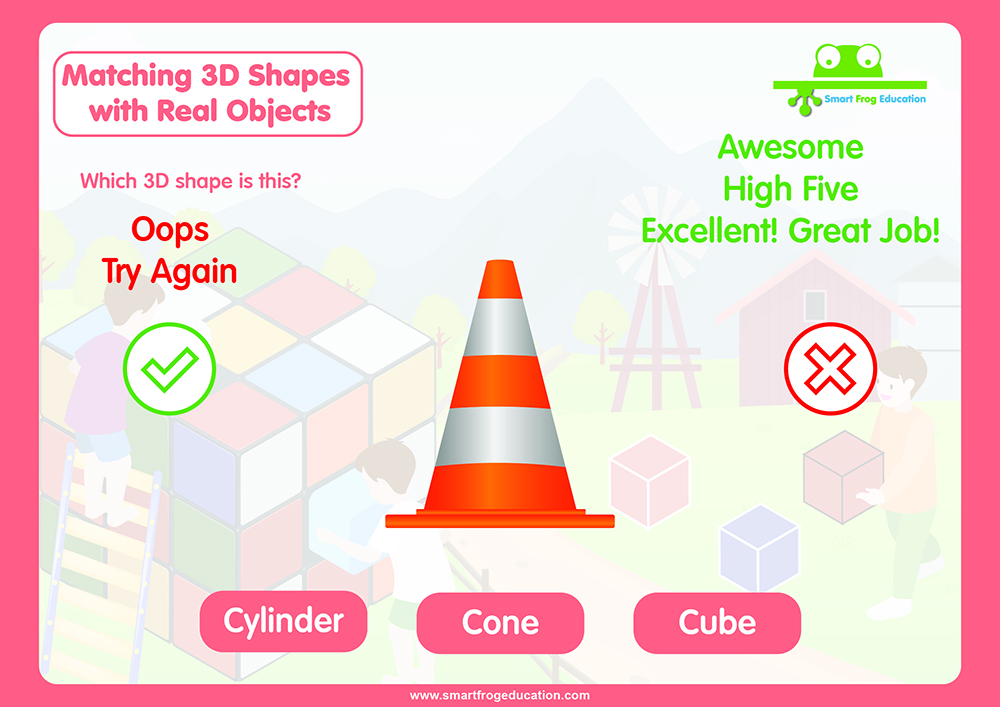 Matching 3D Shapes
with Real Objects
Smart Frog Education
Which 3D shape is this?
Oops
Try Again
Awesome
High Five
Excellent! Great Job!
Cylinder
Cone
Cube
www.smartfrogeducation.com